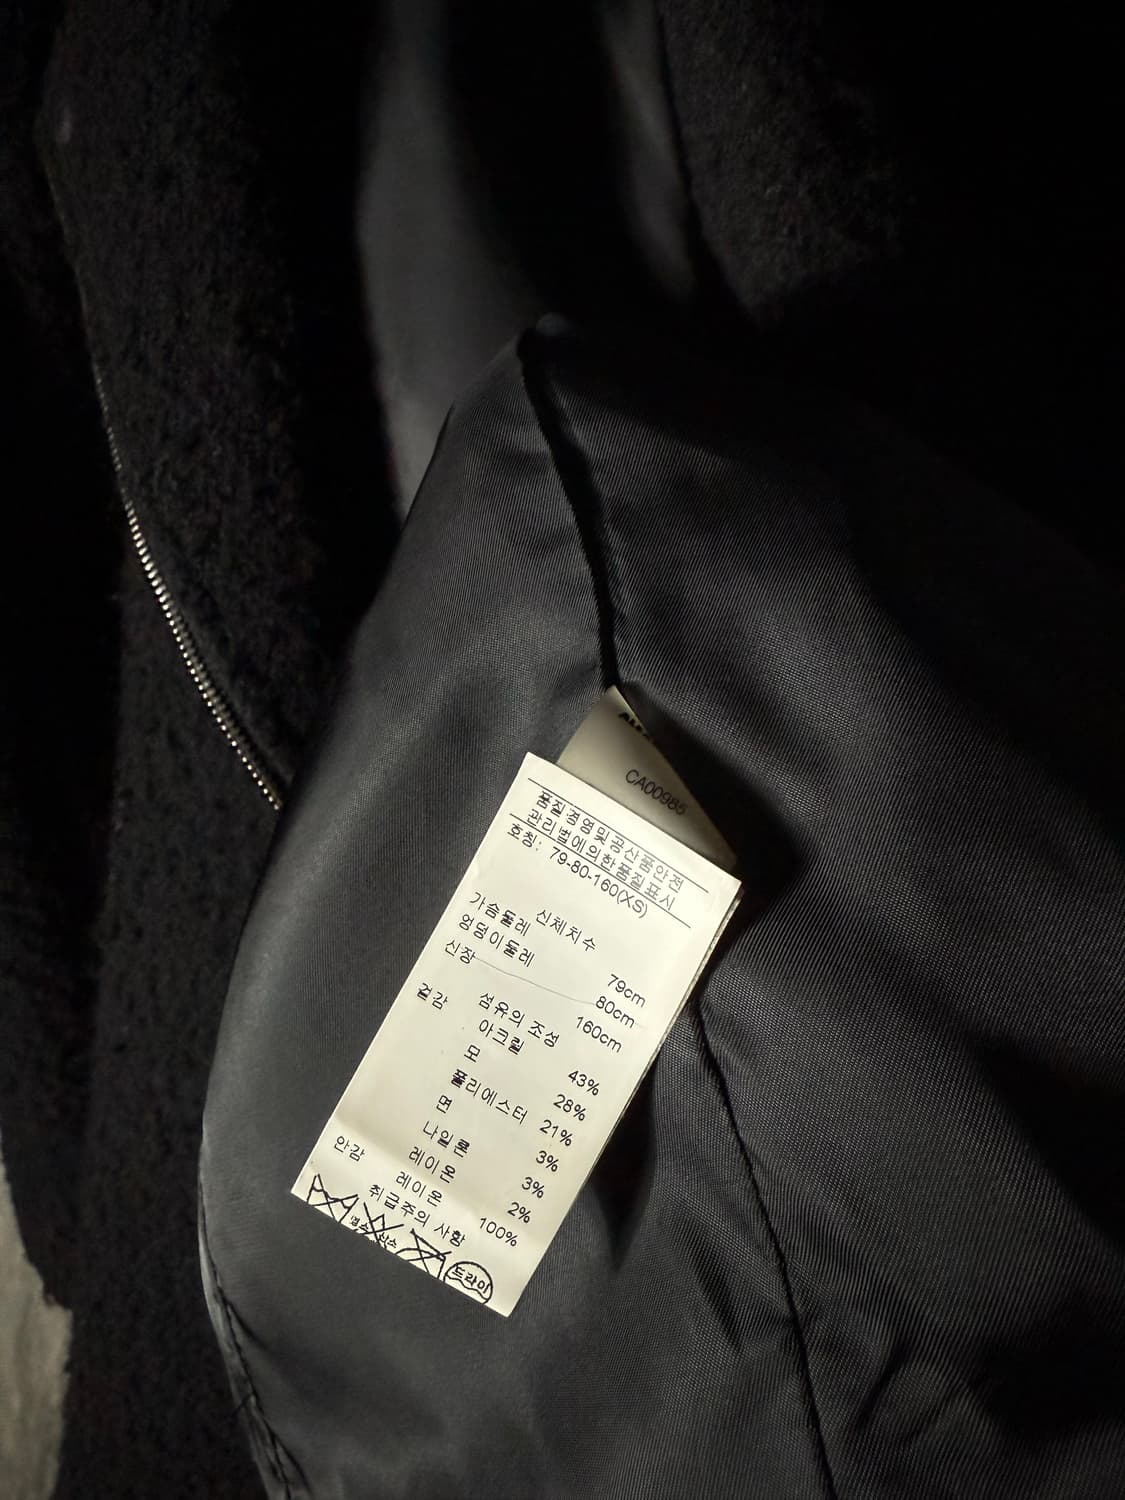 CA00985
품질경영및공산품안전
관리법에의한품질표시
호칭: 79-80-160(XS)
신체치수
가슴둘레 79cm
엉덩이둘레 80cm
신장 160cm
섬유의 조성
겉감 아크릴 43%
모 28%
폴리에스터 21%
면 3%
나일론 3%
레이온 2%
안감 레이온 100%
취급주의 사항
염소 산소 드라이